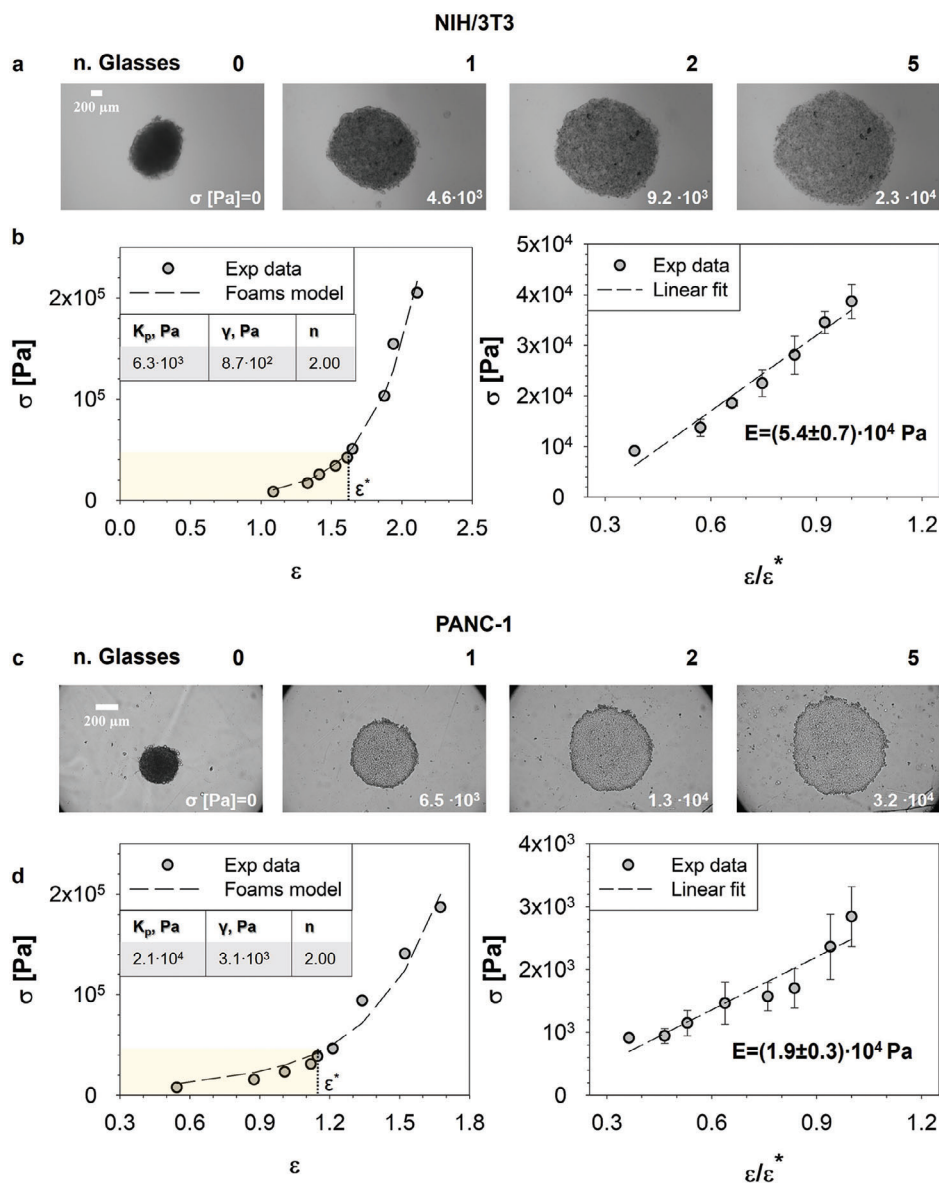 NIH/3T3
a n. Glasses 0 1 2 5
200 µm
σ [Pa]=0 4.6·10³ 9.2 ·10³ 2.3 ·10⁴
b
Exp data
Foams model
Kₚ, Pa γ, Pa n
6.3·10³ 8.7·10² 2.00
2x10⁵
10⁵
0
σ [Pa]
ε*
0.0 0.5 1.0 1.5 2.0 2.5
ε
5x10⁴
4x10⁴
3x10⁴
2x10⁴
10⁴
0
σ [Pa]
Exp data
Linear fit
E=(5.4±0.7)·10⁴ Pa
0.3 0.6 0.9 1.2
ε/ε*
PANC-1
c n. Glasses 0 1 2 5
200 µm
σ [Pa]=0 6.5 ·10³ 1.3 ·10⁴ 3.2 ·10⁴
d
Exp data
Foams model
Kₚ, Pa γ, Pa n
2.1·10⁴ 3.1·10³ 2.00
2x10⁵
10⁵
0
σ [Pa]
ε*
0.3 0.6 0.9 1.2 1.5 1.8
ε
4x10³
3x10³
2x10³
10³
0
σ [Pa]
Exp data
Linear fit
E=(1.9±0.3)·10⁴ Pa
0.3 0.6 0.9 1.2
ε/ε*